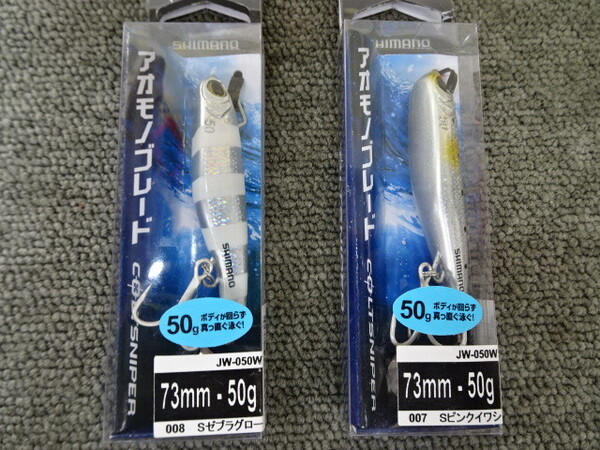 SHIMANO
アオモノブレード
COLTSNIPER
50
SHIMANO
50g
ボディが回らず
真っ直ぐ泳ぐ!
JW-050W
73mm - 50g
008 Sゼブラグロー
SHIMANO
アオモノブレード
COLTSNIPER
50
50g
ボディが回らず
真っ直ぐ泳ぐ!
JW-050W
73mm - 50g
007 Sピンクイワシ